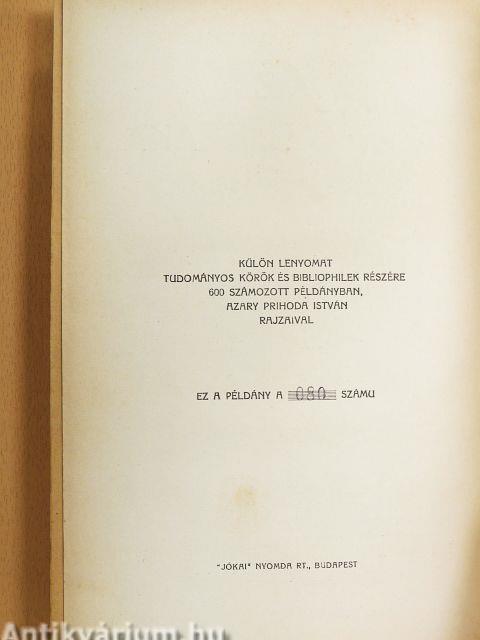 KÜLÖN LENYOMAT
TUDOMÁNYOS KÖRÖK ÉS BIBLIOPHILEK RÉSZÉRE
600 SZÁMOZOTT PÉLDÁNYBAN,
AZARY PRIHODA ISTVÁN
RAJZAIVAL
EZ A PÉLDÁNY A 080 SZÁMU
"JÓKAI" NYOMDA RT., BUDAPEST
Antikvárium.hu